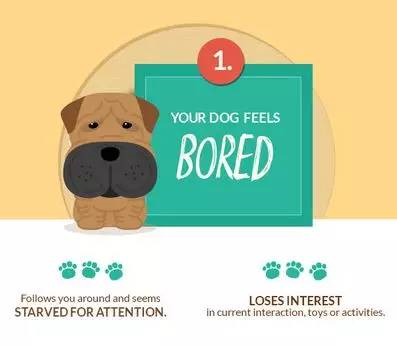 1.
YOUR DOG FEELS
BORED
Follows you around and seems
STARVED FOR ATTENTION.
LOSES INTEREST
in current interaction, toys or activities.